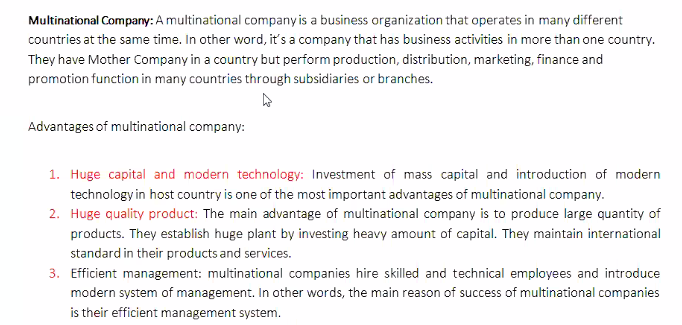 Multinational Company: A multinational company is a business organization that operates in many different
countries at the same time. In other word, it's a company that has business activities in more than one country.
They have Mother Company in a country but perform production, distribution, marketing, finance and
promotion function in many countries through subsidiaries or branches.
Advantages of multinational company:
1. Huge capital and modern technology: Investment of mass capital and introduction of modern
technology in host country is one of the most important advantages of multinational company.
2. Huge quality product: The main advantage of multinational company is to produce large quantity of
products. They establish huge plant by investing heavy amount of capital. They maintain international
standard in their products and services.
3. Efficient management: multinational companies hire skilled and technical employees and introduce
modern system of management. In other words, the main reason of success of multinational companies
is their efficient management system.